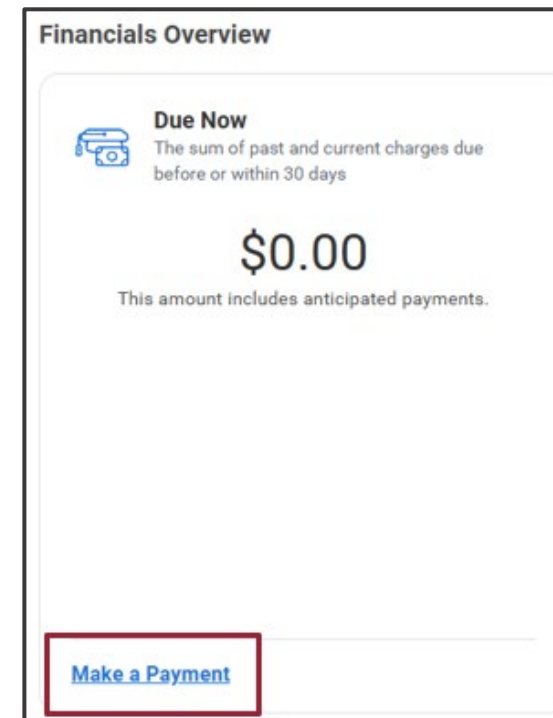 Financials Overview
Due Now
The sum of past and current charges due
before or within 30 days
$0.00
This amount includes anticipated payments.
Make a Payment